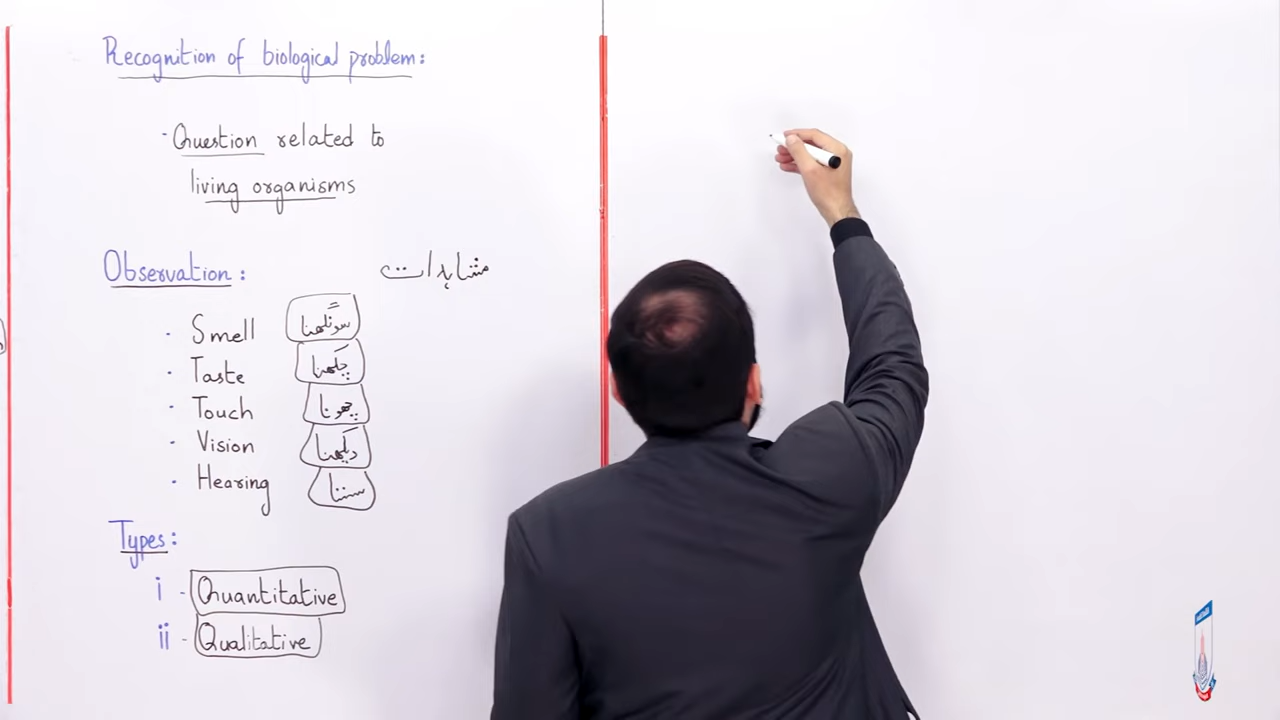 Recognition of biological problem:
- Question related to
living organisms
Observation: مشاہدات
· Smell سونگھنا
· Taste چکھنا
· Touch چھونا
· Vision دیکھنا
· Hearing سننا
Types:
i - Quantitative
ii - Qualitative